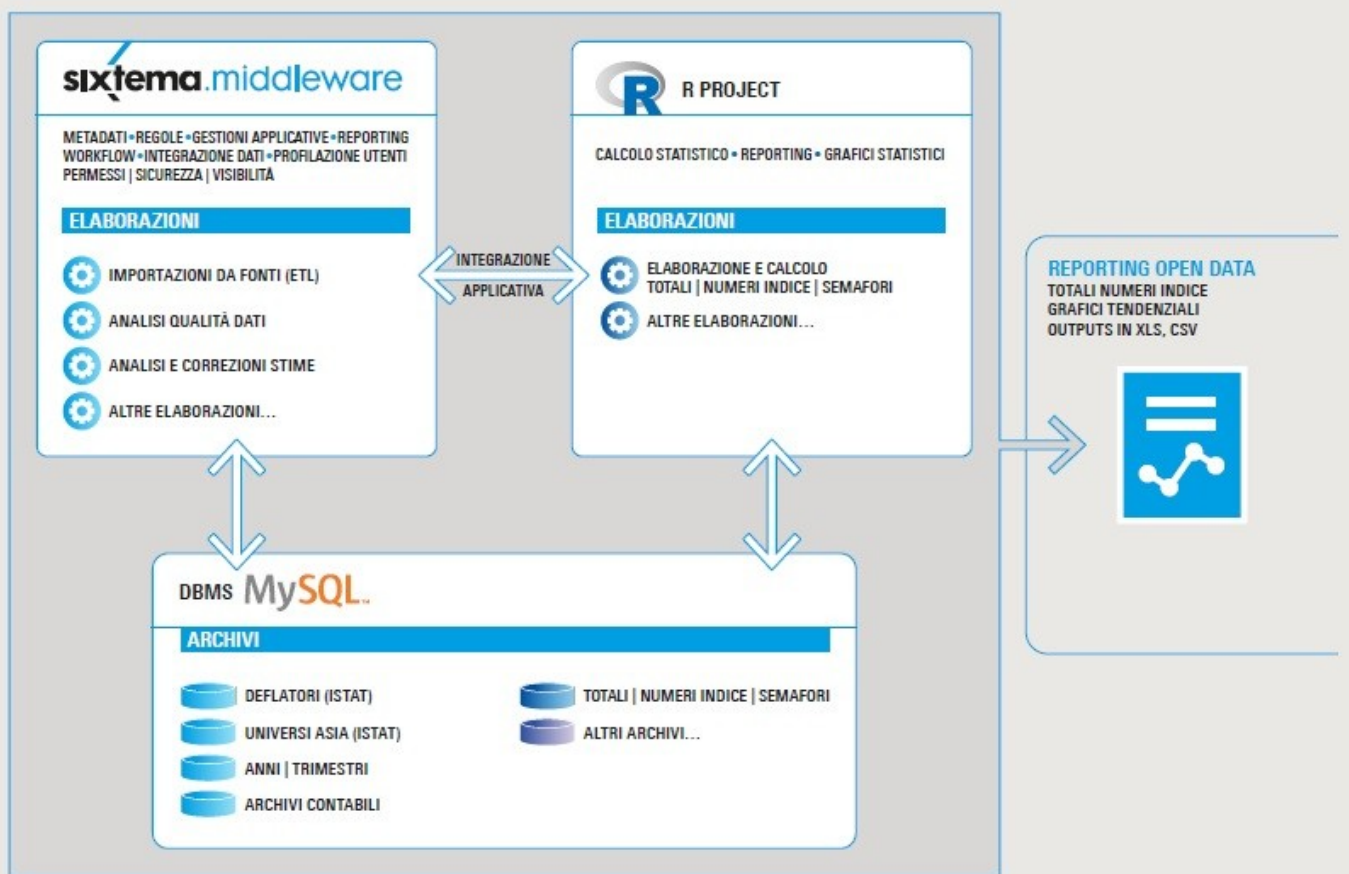 sixtema.middleware
METADATI•REGOLE•GESTIONI APPLICATIVE•REPORTING
WORKFLOW•INTEGRAZIONE DATI•PROFILAZIONE UTENTI
PERMESSI | SICUREZZA | VISIBILITÀ
ELABORAZIONI
IMPORTAZIONI DA FONTI (ETL)
ANALISI QUALITÀ DATI
ANALISI E CORREZIONI STIME
ALTRE ELABORAZIONI...
INTEGRAZIONE
APPLICATIVA
R R PROJECT
CALCOLO STATISTICO • REPORTING • GRAFICI STATISTICI
ELABORAZIONI
ELABORAZIONE E CALCOLO
TOTALI | NUMERI INDICE | SEMAFORI
ALTRE ELABORAZIONI...
REPORTING OPEN DATA
TOTALI NUMERI INDICE
GRAFICI TENDENZIALI
OUTPUTS IN XLS, CSV
DBMS MySQL™
ARCHIVI
DEFLATORI (ISTAT)
UNIVERSI ASIA (ISTAT)
ANNI | TRIMESTRI
ARCHIVI CONTABILI
TOTALI | NUMERI INDICE | SEMAFORI
ALTRI ARCHIVI...